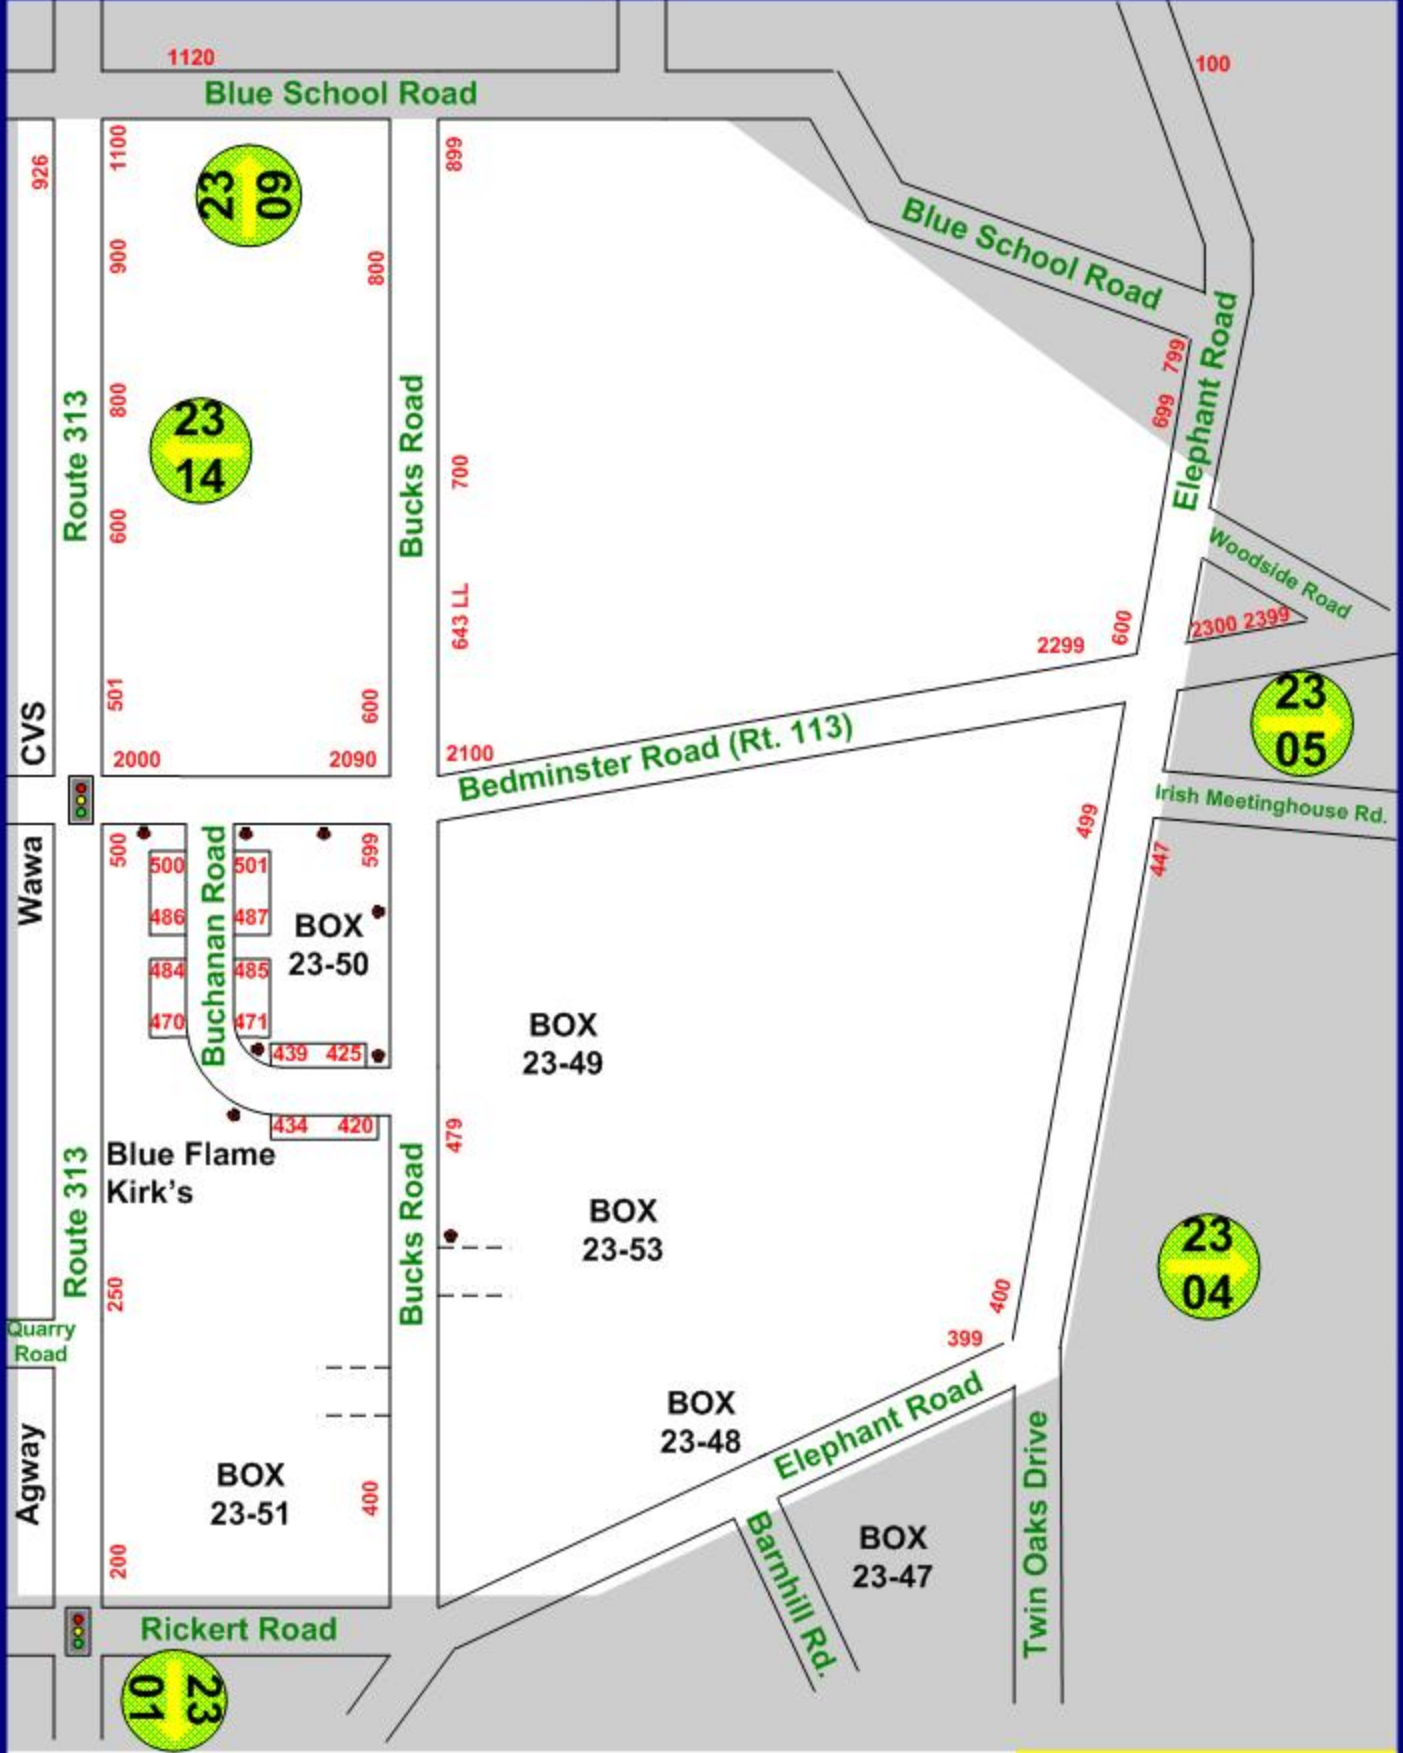 1120
100
Blue School Road
926
1100
23
09
899
900
800
Blue School Road
Elephant Road
799
699
800
Route 313
23
14
Bucks Road
700
600
643 LL
Woodside Road
2300 2399
600
2299
501
600
CVS
2000
2090
2100
Bedminster Road (Rt. 113)
23
05
Irish Meetinghouse Rd.
Wawa
500
500
501
599
499
447
486
487
Buchanan Road
BOX
23-50
484
485
470
471
439
425
BOX
23-49
434
420
479
Blue Flame
Kirk's
Route 313
Bucks Road
BOX
23-53
23
04
250
400
399
Quarry
Road
BOX
23-48
Elephant Road
Agway
BOX
23-51
400
200
Barnhill Rd.
BOX
23-47
Twin Oaks Drive
Rickert Road
23
01